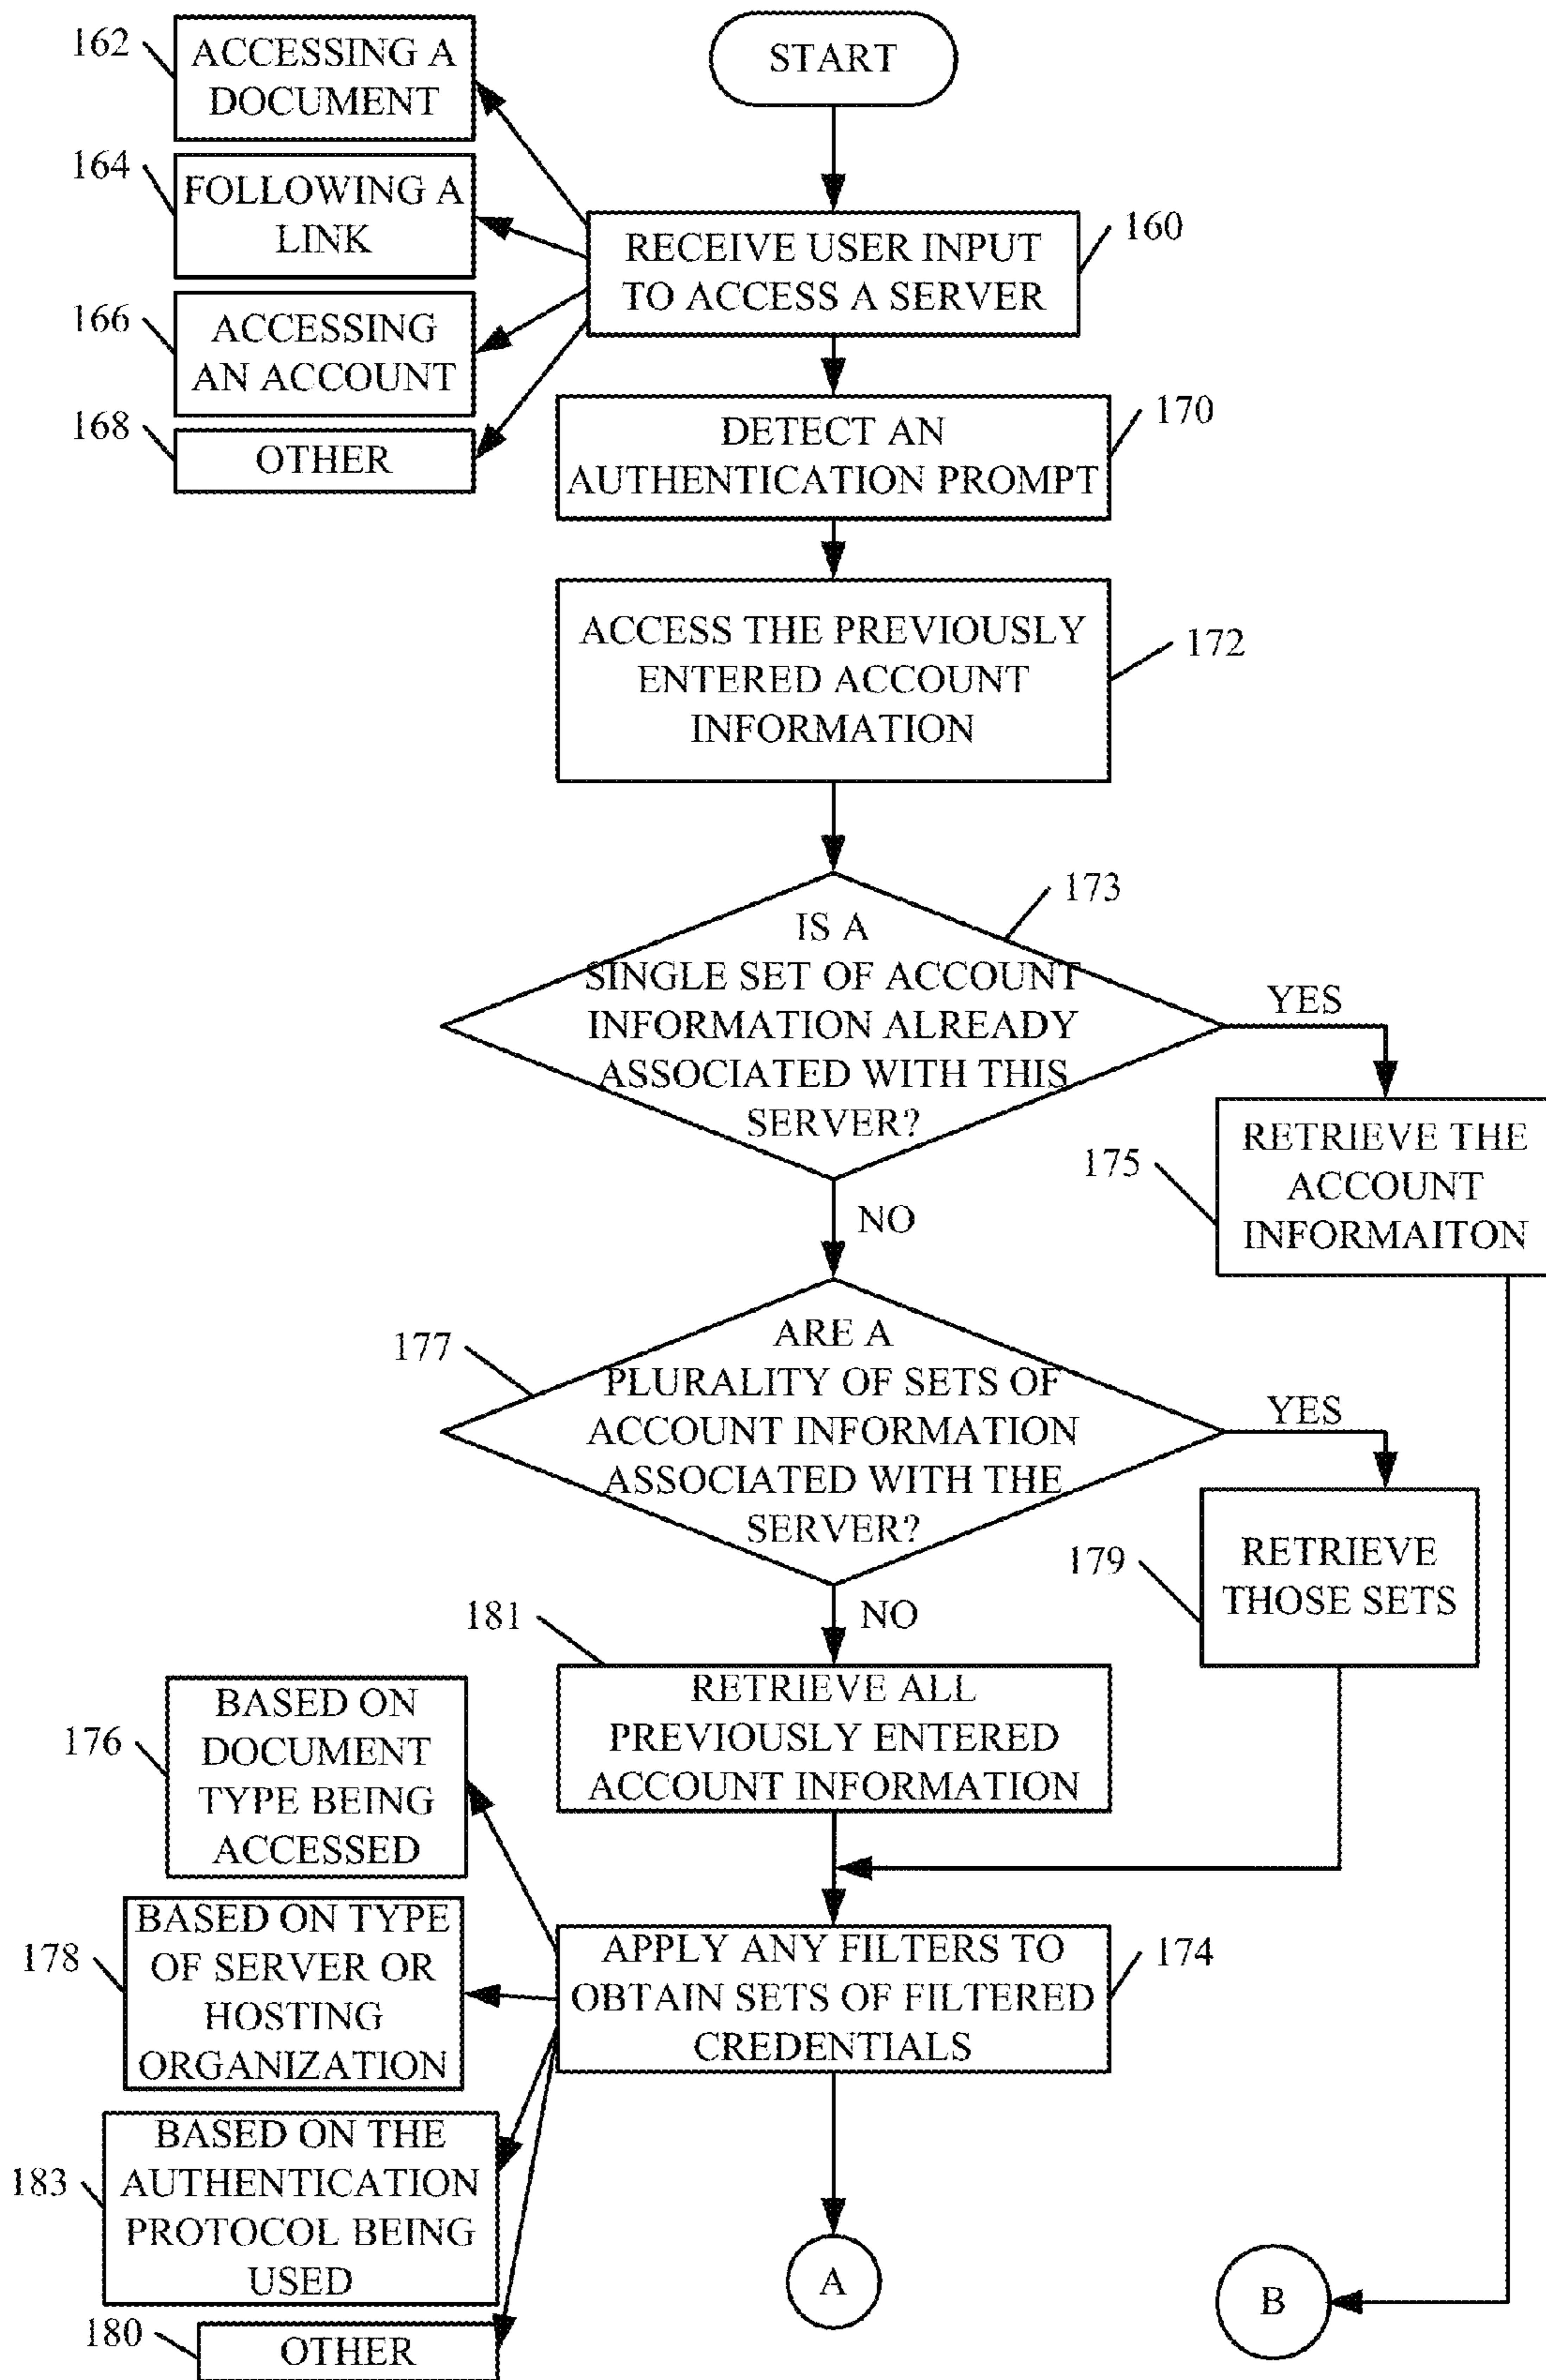 START
162
ACCESSING A
DOCUMENT
164
FOLLOWING A
LINK
166
ACCESSING
AN ACCOUNT
168
OTHER
RECEIVE USER INPUT
TO ACCESS A SERVER
160
DETECT AN
AUTHENTICATION PROMPT
170
ACCESS THE PREVIOUSLY
ENTERED ACCOUNT
INFORMATION
172
173
IS A
SINGLE SET OF ACCOUNT
INFORMATION ALREADY
ASSOCIATED WITH THIS
SERVER?
YES
NO
175
RETRIEVE THE
ACCOUNT
INFORMAITON
177
ARE A
PLURALITY OF SETS OF
ACCOUNT INFORMATION
ASSOCIATED WITH THE
SERVER?
YES
NO
179
RETRIEVE
THOSE SETS
181
RETRIEVE ALL
PREVIOUSLY ENTERED
ACCOUNT INFORMATION
176
BASED ON
DOCUMENT
TYPE BEING
ACCESSED
178
BASED ON TYPE
OF SERVER OR
HOSTING
ORGANIZATION
APPLY ANY FILTERS TO
OBTAIN SETS OF FILTERED
CREDENTIALS
174
183
BASED ON THE
AUTHENTICATION
PROTOCOL BEING
USED
180
OTHER
A
B